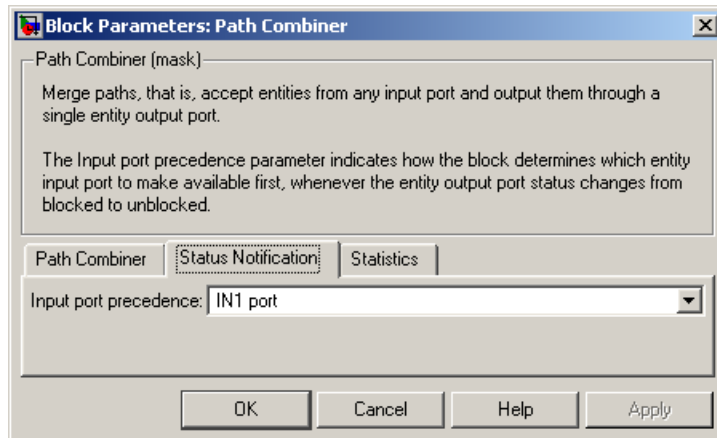 Block Parameters: Path Combiner
Path Combiner (mask)
Merge paths, that is, accept entities from any input port and output them through a
single entity output port.
The Input port precedence parameter indicates how the block determines which entity
input port to make available first, whenever the entity output port status changes from
blocked to unblocked.
Path Combiner Status Notification Statistics
Input port precedence: IN1 port
OK Cancel Help Apply